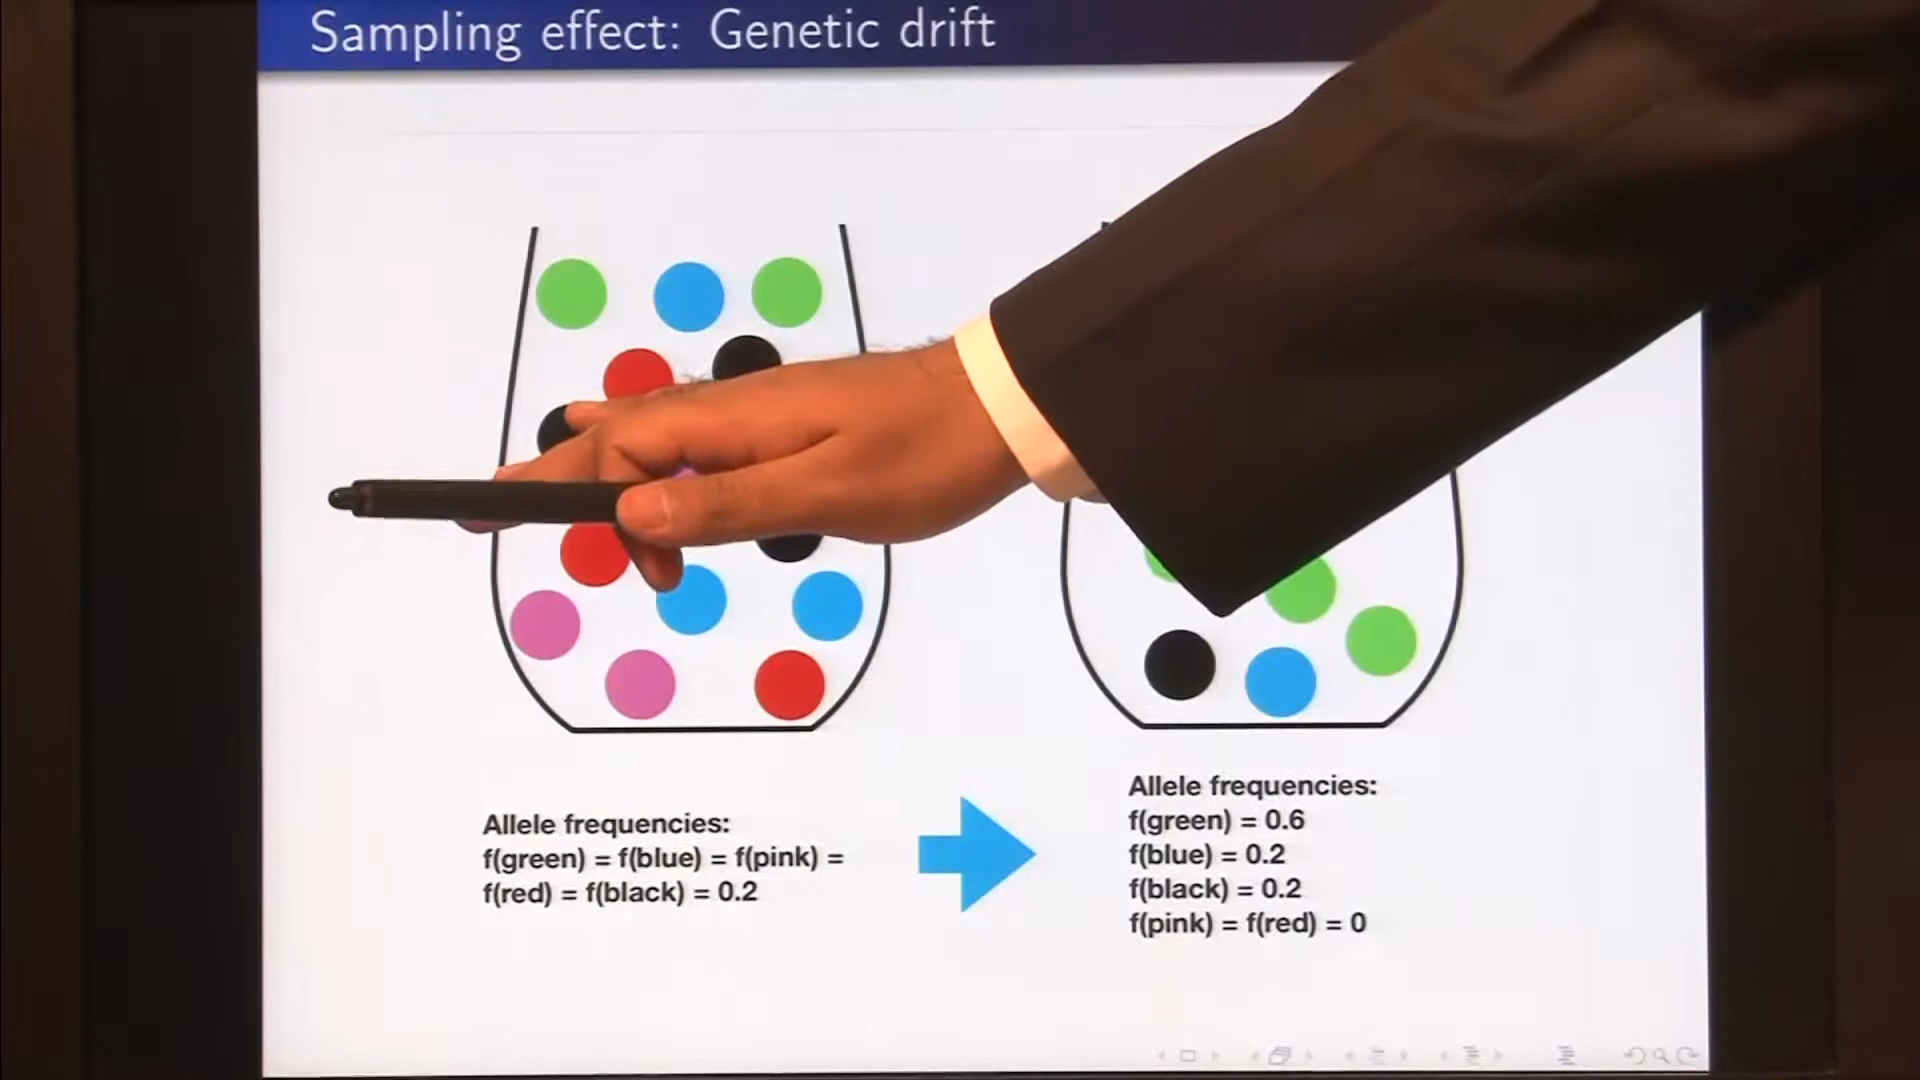 Sampling effect: Genetic drift
Allele frequencies:
f(green) = f(blue) = f(pink) =
f(red) = f(black) = 0.2
Allele frequencies:
f(green) = 0.6
f(blue) = 0.2
f(black) = 0.2
f(pink) = f(red) = 0